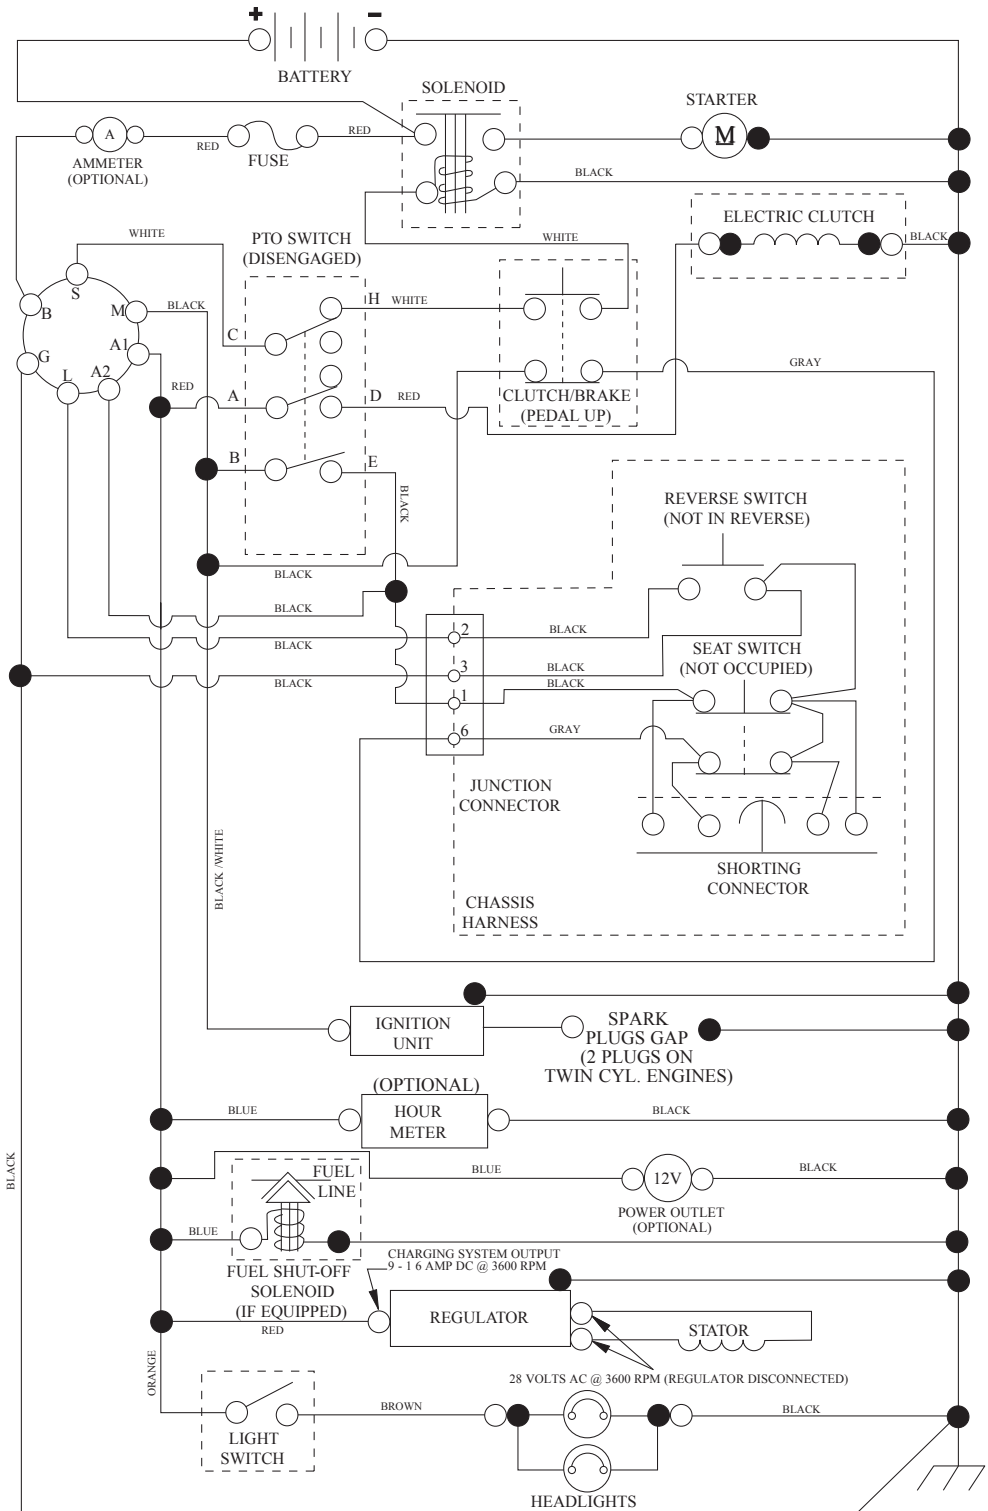 + −
BATTERY
SOLENOID
STARTER
A
M
RED
FUSE
RED
AMMETER
(OPTIONAL)
BLACK
ELECTRIC CLUTCH
BLACK
WHITE
PTO SWITCH
(DISENGAGED)
WHITE
S
B
M
BLACK
H
WHITE
C
G
A1
L
A2
RED
A
D
RED
CLUTCH/BRAKE
(PEDAL UP)
GRAY
B
E
BLACK
REVERSE SWITCH
(NOT IN REVERSE)
BLACK
BLACK
BLACK
2
BLACK
SEAT SWITCH
(NOT OCCUPIED)
BLACK
3
BLACK
1
BLACK
6
GRAY
JUNCTION
CONNECTOR
SHORTING
CONNECTOR
CHASSIS
HARNESS
BLACK /WHITE
IGNITION
UNIT
SPARK
PLUGS GAP
(2 PLUGS ON
TWIN CYL. ENGINES)
(OPTIONAL)
HOUR
METER
BLUE
BLACK
BLACK
FUEL
LINE
BLUE
12V
BLACK
POWER OUTLET
(OPTIONAL)
BLUE
FUEL SHUT-OFF
SOLENOID
(IF EQUIPPED)
CHARGING SYSTEM OUTPUT
9 - 1 6 AMP DC @ 3600 RPM
RED
REGULATOR
STATOR
28 VOLTS AC @ 3600 RPM (REGULATOR DISCONNECTED)
ORANGE
LIGHT
SWITCH
BROWN
BLACK
HEADLIGHTS